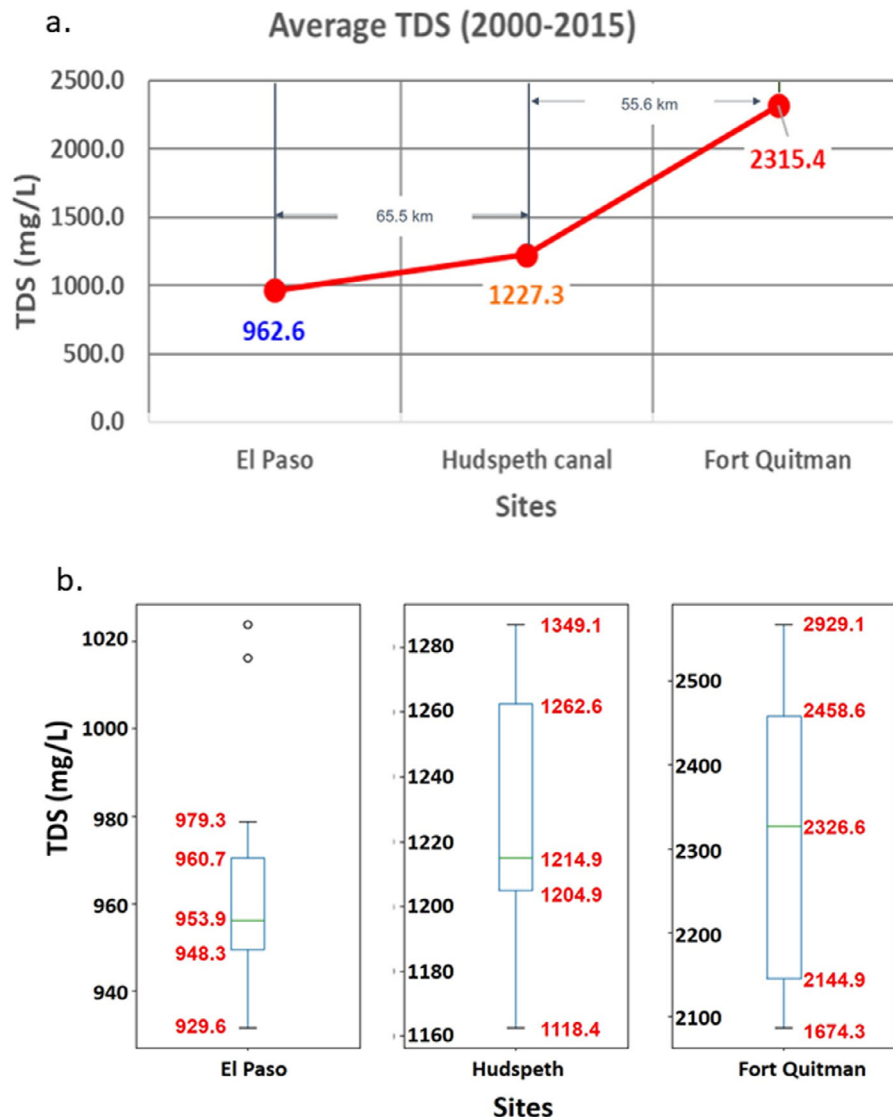 a.
Average TDS (2000-2015)
2500.0
2000.0
1500.0
1000.0
500.0
0.0
TDS (mg/L)
65.5 km
55.6 km
962.6
1227.3
2315.4
El Paso
Hudspeth canal
Fort Quitman
Sites
b.
TDS (mg/L)
1020
1000
980
960
940
979.3
960.7
953.9
948.3
929.6
El Paso
1280
1260
1240
1220
1200
1180
1160
1349.1
1262.6
1214.9
1204.9
1118.4
Hudspeth
2500
2400
2300
2200
2100
2929.1
2458.6
2326.6
2144.9
1674.3
Fort Quitman
Sites